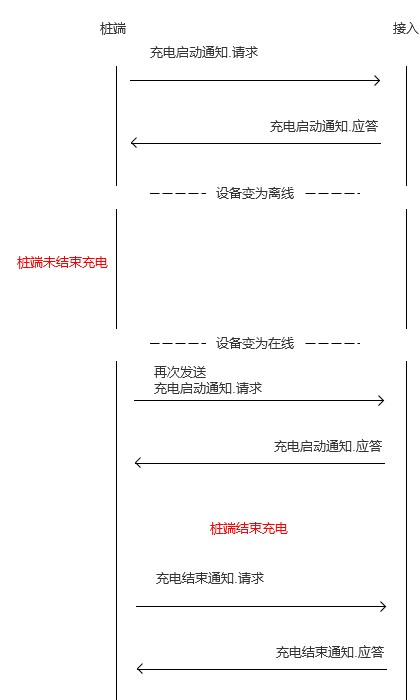 桩端
接入
充电启动通知.请求
充电启动通知.应答
设备变为离线
桩端未结束充电
设备变为在线
再次发送
充电启动通知.请求
充电启动通知.应答
桩端结束充电
充电结束通知.请求
充电结束通知.应答